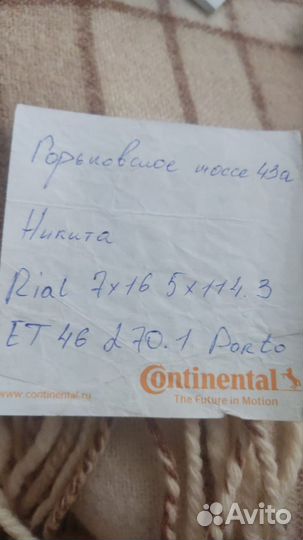 Горьковское шоссе 43а
Никита
Rial 7x16 5x114.3
ET 46 d 70.1 Porto
Continental
www.continental.ru
The Future in Motion
Avito